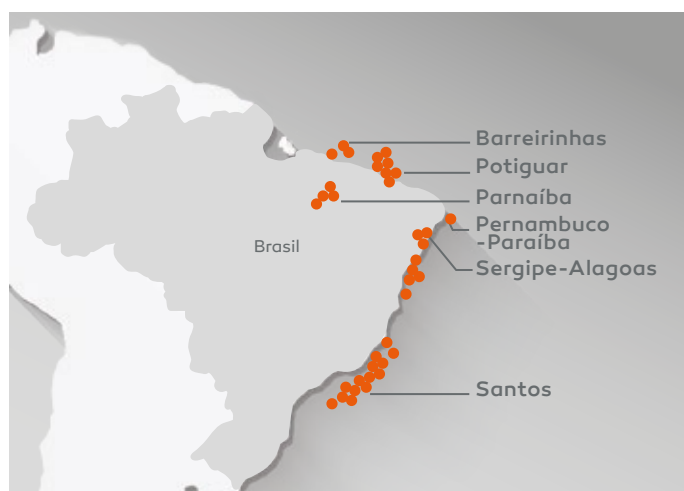 Barreirinhas
Potiguar
Parnaíba
Pernambuco
-Paraíba
Brasil
Sergipe-Alagoas
Santos